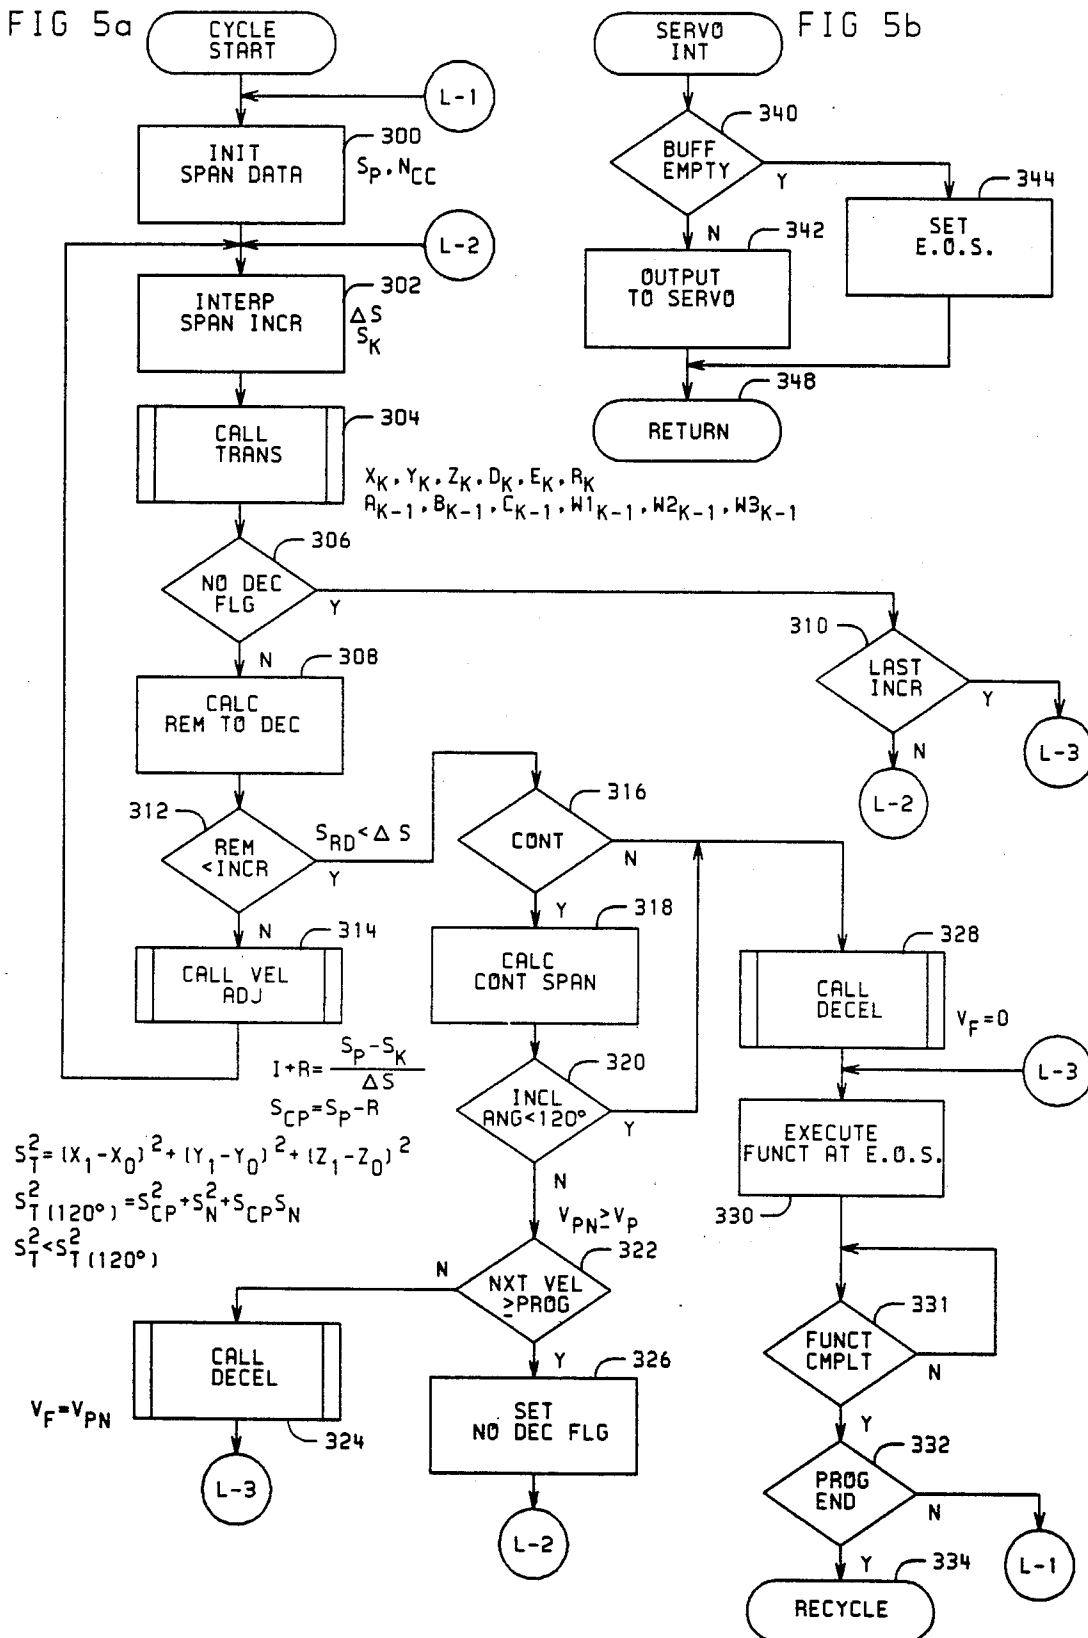 FIG 5a
CYCLE
START
L-1
300
INIT
SPAN DATA
S_P, N_CC
L-2
302
INTERP
SPAN INCR
ΔS
S_K
304
CALL
TRANS
X_K, Y_K, Z_K, D_K, E_K, R_K
A_K-1, B_K-1, C_K-1, W1_K-1, W2_K-1, W3_K-1
306
NO DEC
FLG
Y
N
308
CALC
REM TO DEC
310
LAST
INCR
Y
L-3
N
L-2
312
REM
<INCR
S_RD<ΔS
Y
N
314
CALL VEL
ADJ
316
CONT
N
Y
318
CALC
CONT SPAN
I+R= (S_P-S_K)/ΔS
S_CP=S_P-R
320
INCL
ANG<120°
Y
N
S_T^2=(X_1-X_0)^2+(Y_1-Y_0)^2+(Z_1-Z_0)^2
S_T(120°)^2=S_CP^2+S_N^2+S_CP S_N
S_T^2<S_T(120°)^2
V_PN≥V_P
322
NXT VEL
≥PROG
N
Y
CALL
DECEL
V_F=V_PN
324
L-3
326
SET
NO DEC FLG
L-2
328
CALL
DECEL
V_F=0
L-3
EXECUTE
FUNCT AT E.O.S.
330
331
FUNCT
CMPLT
N
Y
332
PROG
END
N
L-1
Y
334
RECYCLE
FIG 5b
SERVO
INT
340
BUFF
EMPTY
Y
N
342
OUTPUT
TO SERVO
344
SET
E.O.S.
348
RETURN